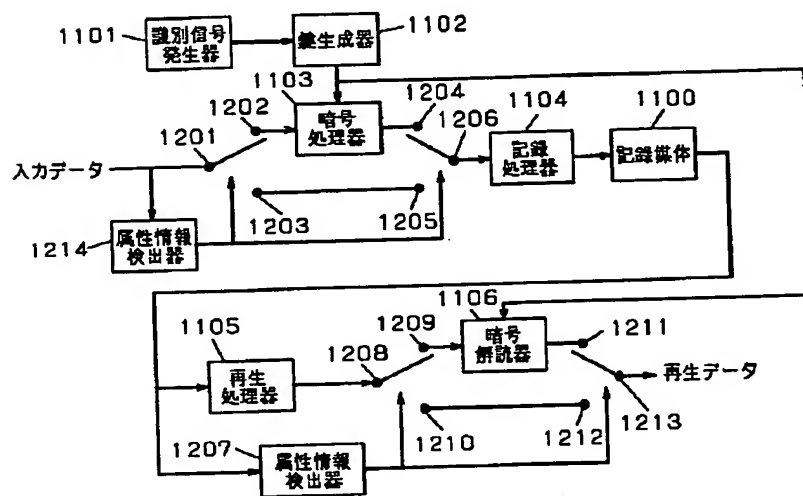 1101
識別信号
発生器
鍵生成器
1102
1103
1202
暗号
処理器
1204
1206
1104
記録
処理器
1100
記録媒体
1201
入力データ
1203
1205
1214
属性情報
検出器
1106
1209
暗号
解読器
1211
1105
再生
処理器
1208
再生データ
1210
1212
1213
1207
属性情報
検出器